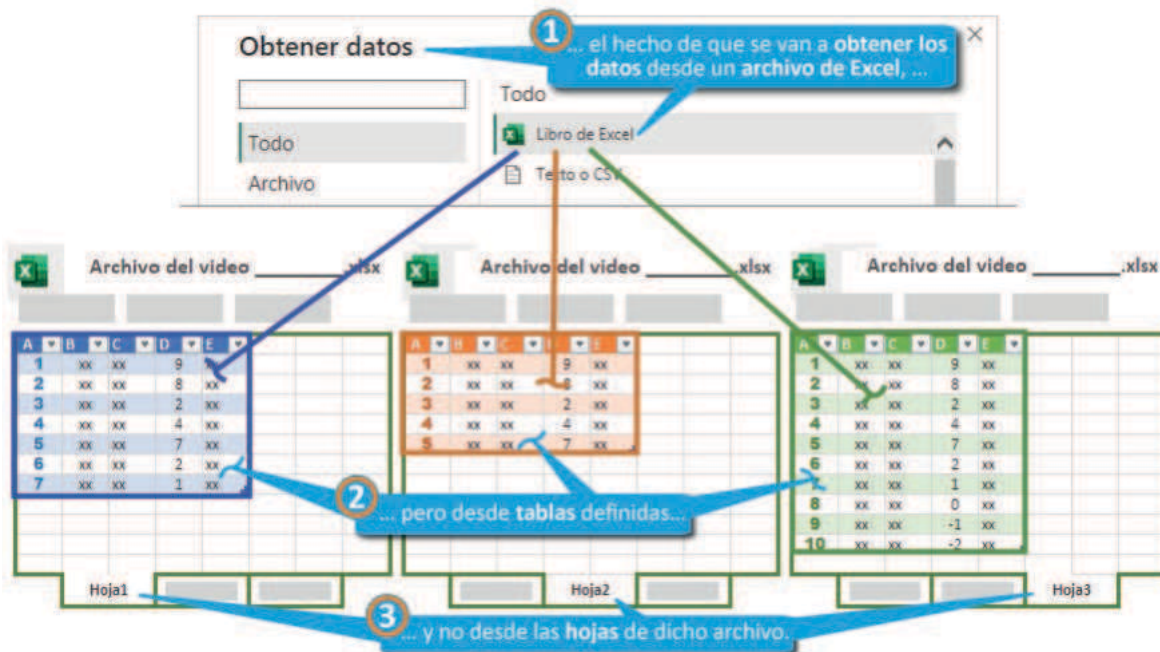 Obtener datos
1
... el hecho de que se van a obtener los
datos desde un archivo de Excel, ...
Todo
Archivo
Todo
Libro de Excel
Texto o CSV
Archivo del video ________.xlsx
A B C D E
1 xx xx 9 xx
2 xx xx 8 xx
3 xx xx 2 xx
4 xx xx 4 xx
5 xx xx 7 xx
6 xx xx 2 xx
7 xx xx 1 xx
Hoja1
Archivo del video ________.xlsx
A B C D E
1 xx xx 9 xx
2 xx xx 8 xx
3 xx xx 2 xx
4 xx xx 4 xx
5 xx xx 7 xx
Hoja2
Archivo del video ________.xlsx
A B C D E
1 xx xx 9 xx
2 xx xx 8 xx
3 xx xx 2 xx
4 xx xx 4 xx
5 xx xx 7 xx
6 xx xx 2 xx
7 xx xx 1 xx
8 xx xx 0 xx
9 xx xx -1 xx
10 xx xx -2 xx
Hoja3
2
... pero desde tablas definidas...
3
... y no desde las hojas de dicho archivo.